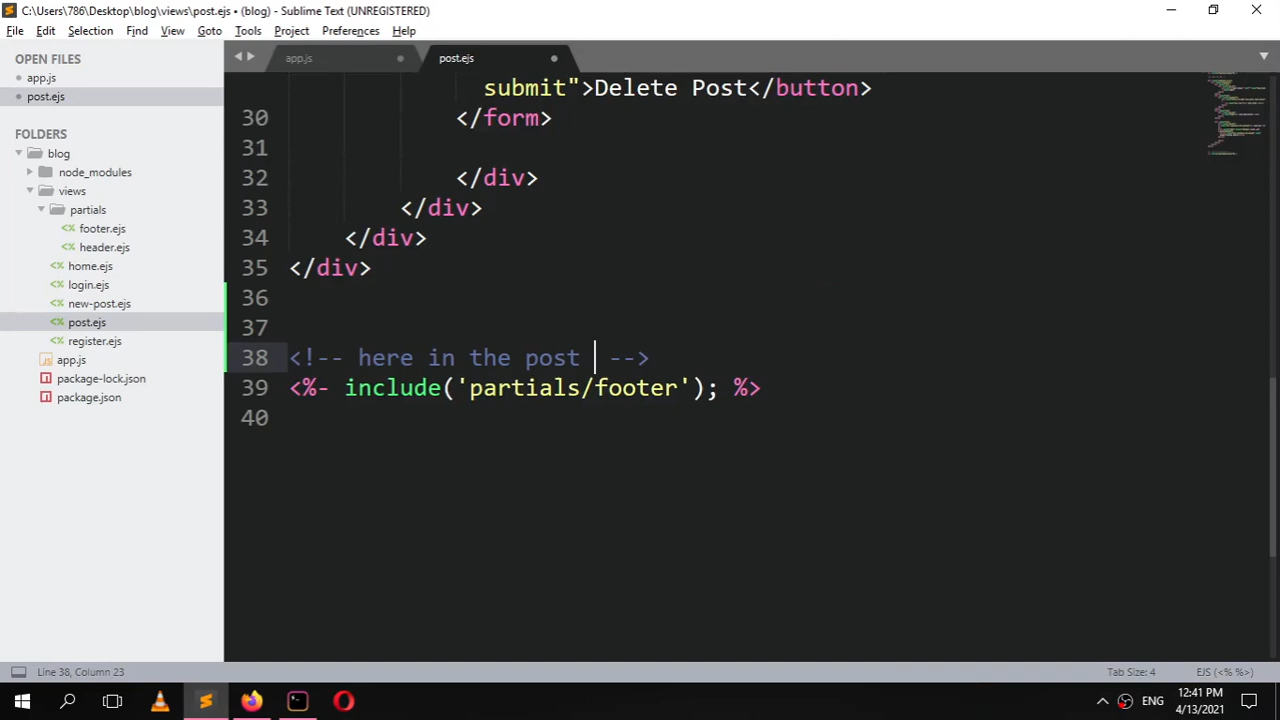 C:\Users\786\Desktop\blog\views\post.ejs • (blog) - Sublime Text (UNREGISTERED)
File Edit Selection Find View Goto Tools Project Preferences Help
OPEN FILES
app.js
post.ejs
FOLDERS
blog
node_modules
views
partials
footer.ejs
header.ejs
home.ejs
login.ejs
new-post.ejs
post.ejs
register.ejs
app.js
package-lock.json
package.json
app.js
post.ejs
submit">Delete Post</button>
30 </form>
31
32 </div>
33 </div>
34 </div>
35 </div>
36
37
38 <!-- here in the post  -->
39 <%- include('partials/footer'); %>
40
Line 38, Column 23
Tab Size: 4
EJS (<% %>)
ENG
12:41 PM
4/13/2021